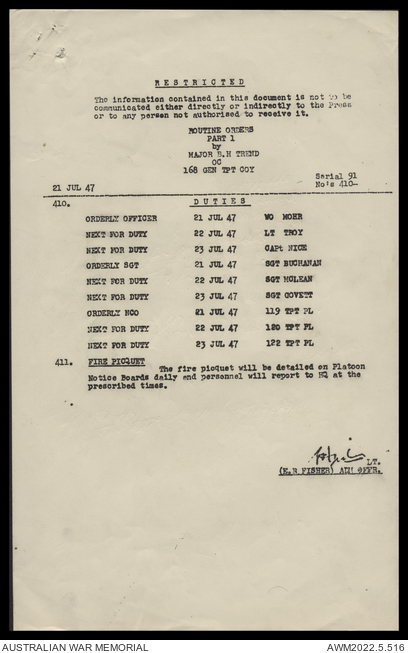 RESTRICTED
The information contained in this document is not to be
communicated either directly or indirectly to the Press
or to any person not authorised to receive it.
ROUTINE ORDERS
PART 1
by
MAJOR B.H TREND
OC
168 GEN TPT COY
Serial 91
21 JUL 47 No's 410-
410. DUTIES
ORDERLY OFFICER 21 JUL 47 WO MOHR
NEXT FOR DUTY 22 JUL 47 LT TROY
NEXT FOR DUTY 23 JUL 47 CAPt NICE
ORDERLY SGT 21 JUL 47 SGT BUCHANAN
NEXT FOR DUTY 22 JUL 47 SGT MCLEAN
NEXT FOR DUTY 23 JUL 47 SGT COVETT
ORDERLY NCO 21 JUL 47 119 TPT PL
NEXT FOR DUTY 22 JUL 47 120 TPT PL
NEXT FOR DUTY 23 JUL 47 122 TPT PL
411. FIRE PICQUET
The fire picquet will be detailed on Platoon
Notice Boards daily and personnel will report to HQ at the
prescribed times.
LT.
(K.R FISHER)
AUSTRALIAN WAR MEMORIAL AWM2022.5.516